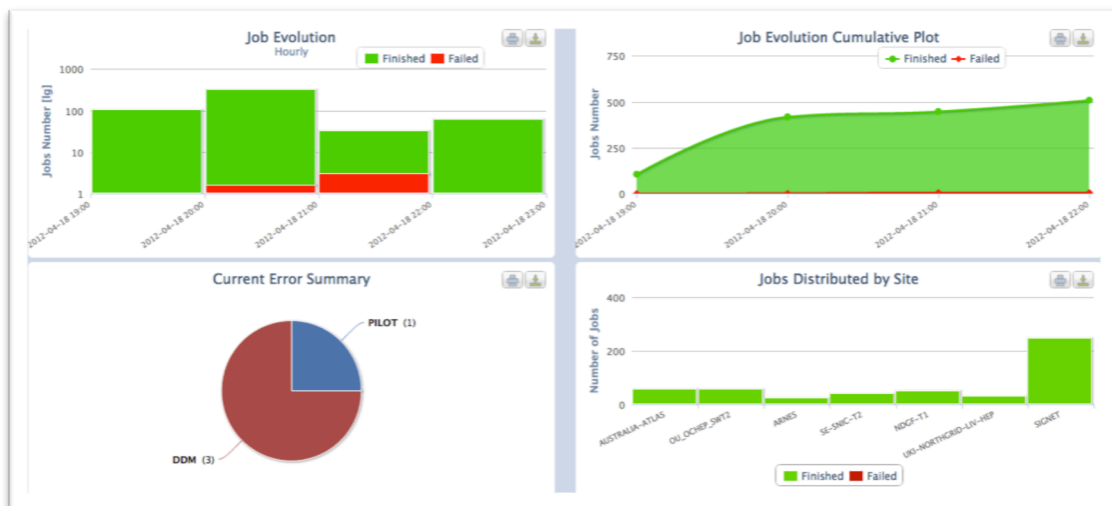 Job Evolution
Hourly
Finished Failed
Jobs Number [lg]
1000
100
10
1
2012-04-18 19:00
2012-04-18 20:00
2012-04-18 21:00
2012-04-18 22:00
2012-04-18 23:00
Job Evolution Cumulative Plot
Finished Failed
Jobs Number
750
500
250
0
2012-04-18 19:00
2012-04-18 20:00
2012-04-18 21:00
2012-04-18 22:00
Current Error Summary
PILOT (1)
DDM (3)
Jobs Distributed by Site
Number of Jobs
400
200
0
AUSTRALIA-ATLAS
OU_OCHEP_SWT2
ARNES
SE-SNIC-T2
NDGF-T1
UKI-NORTHGRID-LIV-HEP
SIGNET
Finished Failed